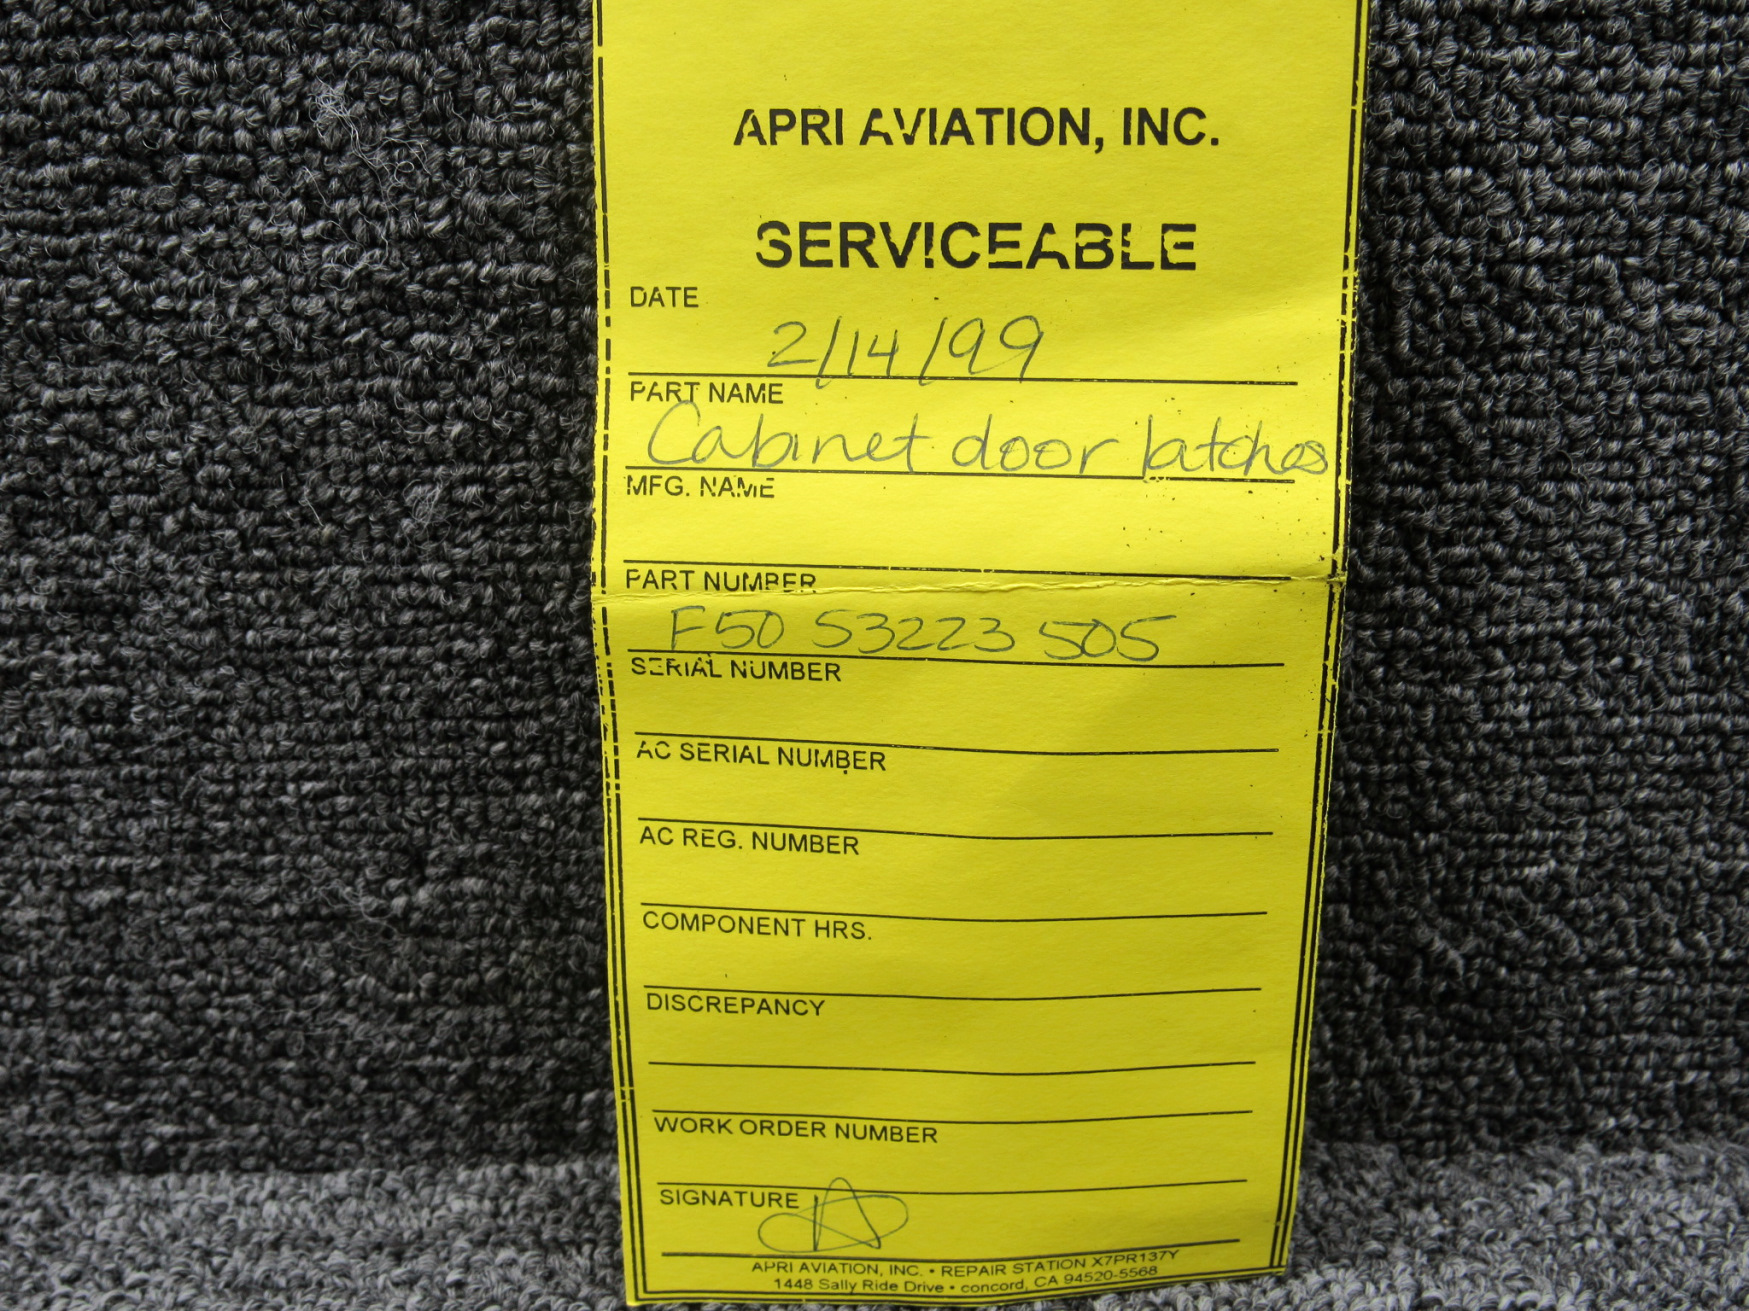 APRI AVIATION, INC.
SERVICEABLE
DATE
2/14/99
PART NAME
Cabinet door latches
MFG. NAME
PART NUMBER
F50 53223 505
SERIAL NUMBER
AC SERIAL NUMBER
AC REG. NUMBER
COMPONENT HRS.
DISCREPANCY
WORK ORDER NUMBER
SIGNATURE
APRI AVIATION, INC. • REPAIR STATION X7PR137Y
1448 Sally Ride Drive • concord, CA 94520-5568